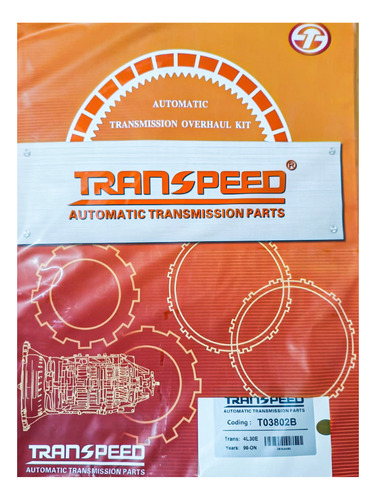 AUTOMATIC
TRANSMISSION OVERHAUL KIT
TRANSPEED®
AUTOMATIC TRANSMISSION PARTS
TRANSPEED
AUTOMATIC TRANSMISSION PARTS
Coding : T03802B
Trans: 4L30E
Years: 90-ON
TRANSPEED
AUTOMATIC TRANSMISSION PARTS